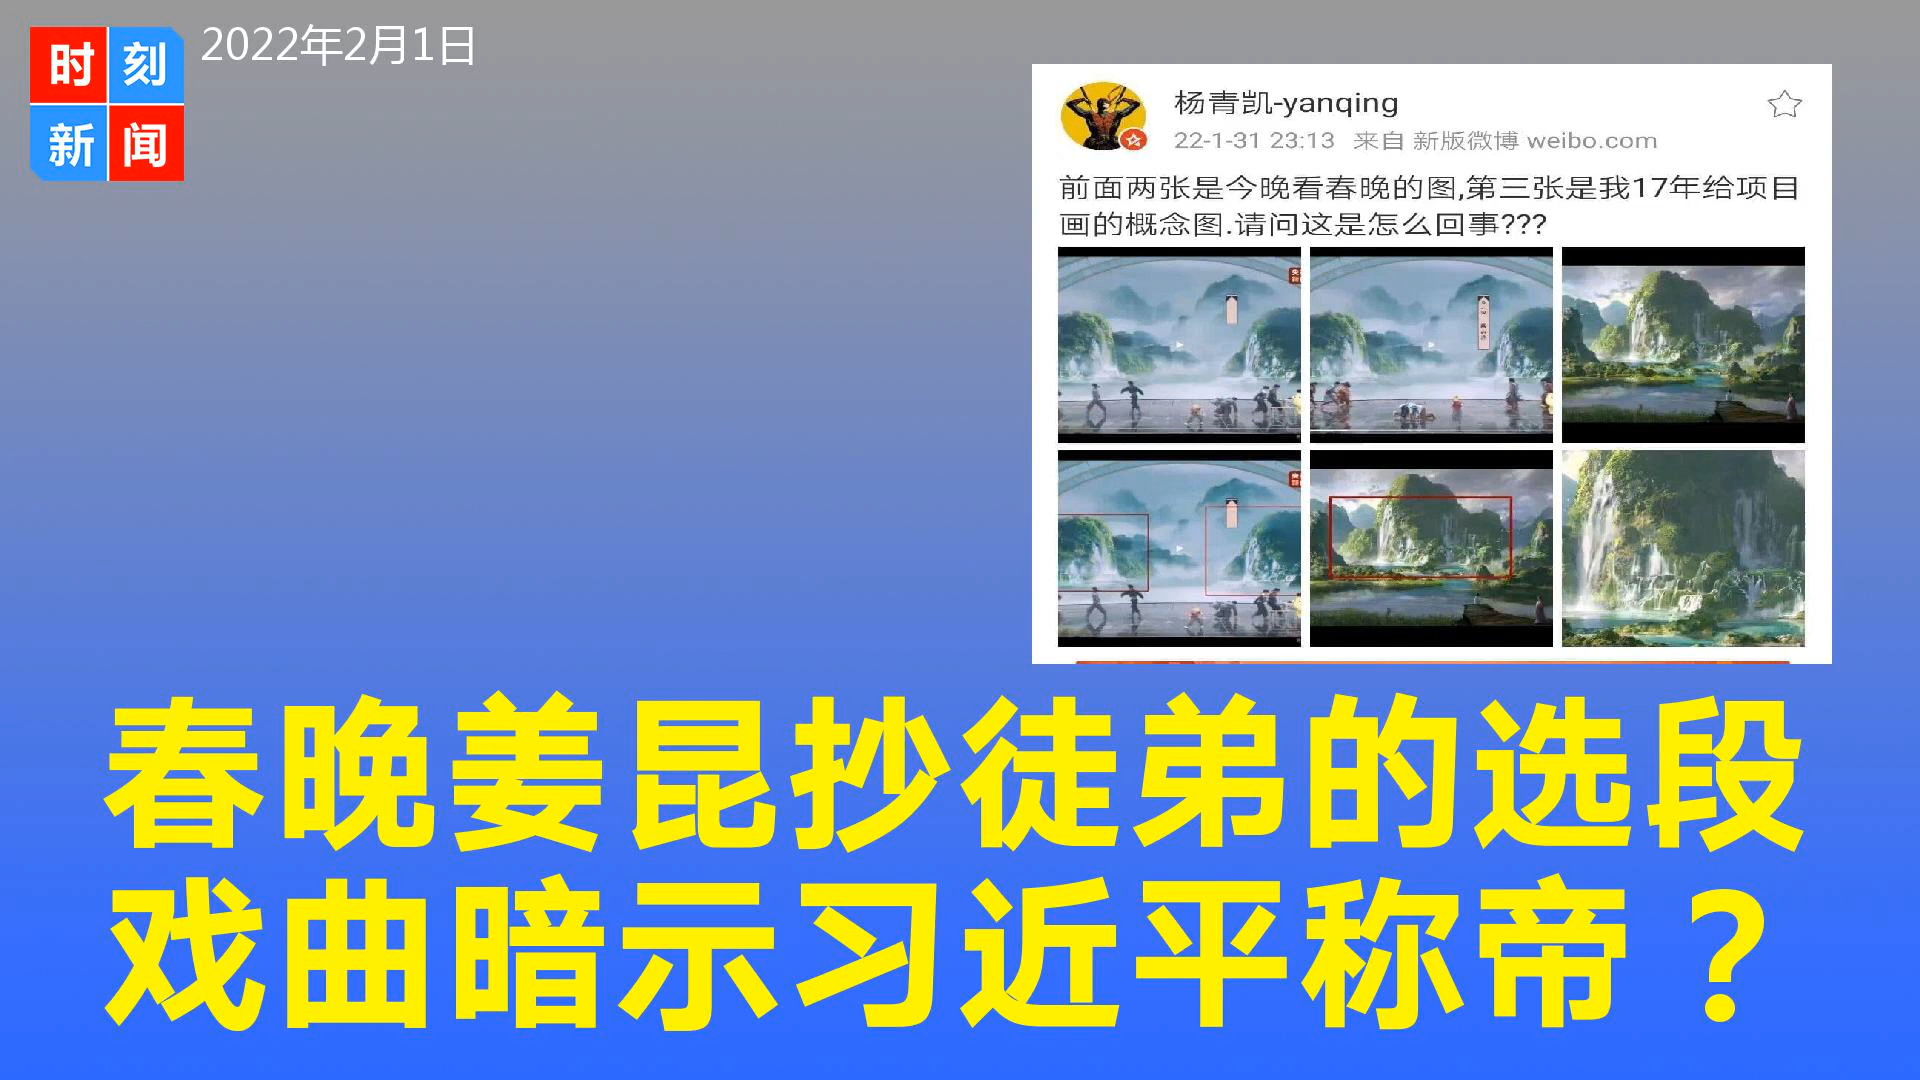 时刻
新闻
2022年2月1日
杨青凯-yanqing
22-1-31 23:13 来自 新版微博 weibo.com
前面两张是今晚看春晚的图,第三张是我17年给项目
画的概念图.请问这是怎么回事???
春晚姜昆抄徒弟的选段
戏曲暗示习近平称帝？